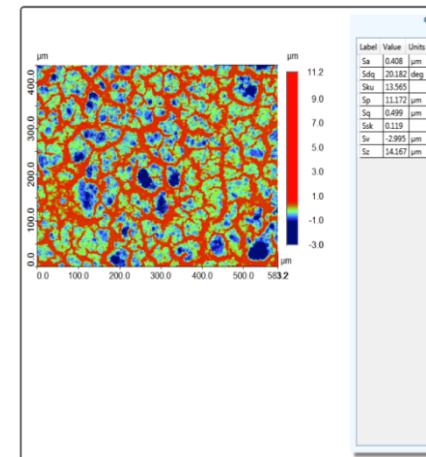 Label Value Units
Sa 0.408 µm
Sdq 20.182 deg
Sku 13.565
Sp 11.172 µm
Sq 0.499 µm
Ssk 0.119
Sv -2.995 µm
Sz 14.167 µm
µm
400.0
300.0
200.0
100.0
0.0
0.0 100.0 200.0 300.0 400.0 500.0 583.2
µm
µm
11.2
9.0
7.0
5.0
3.0
1.0
-1.0
-3.0